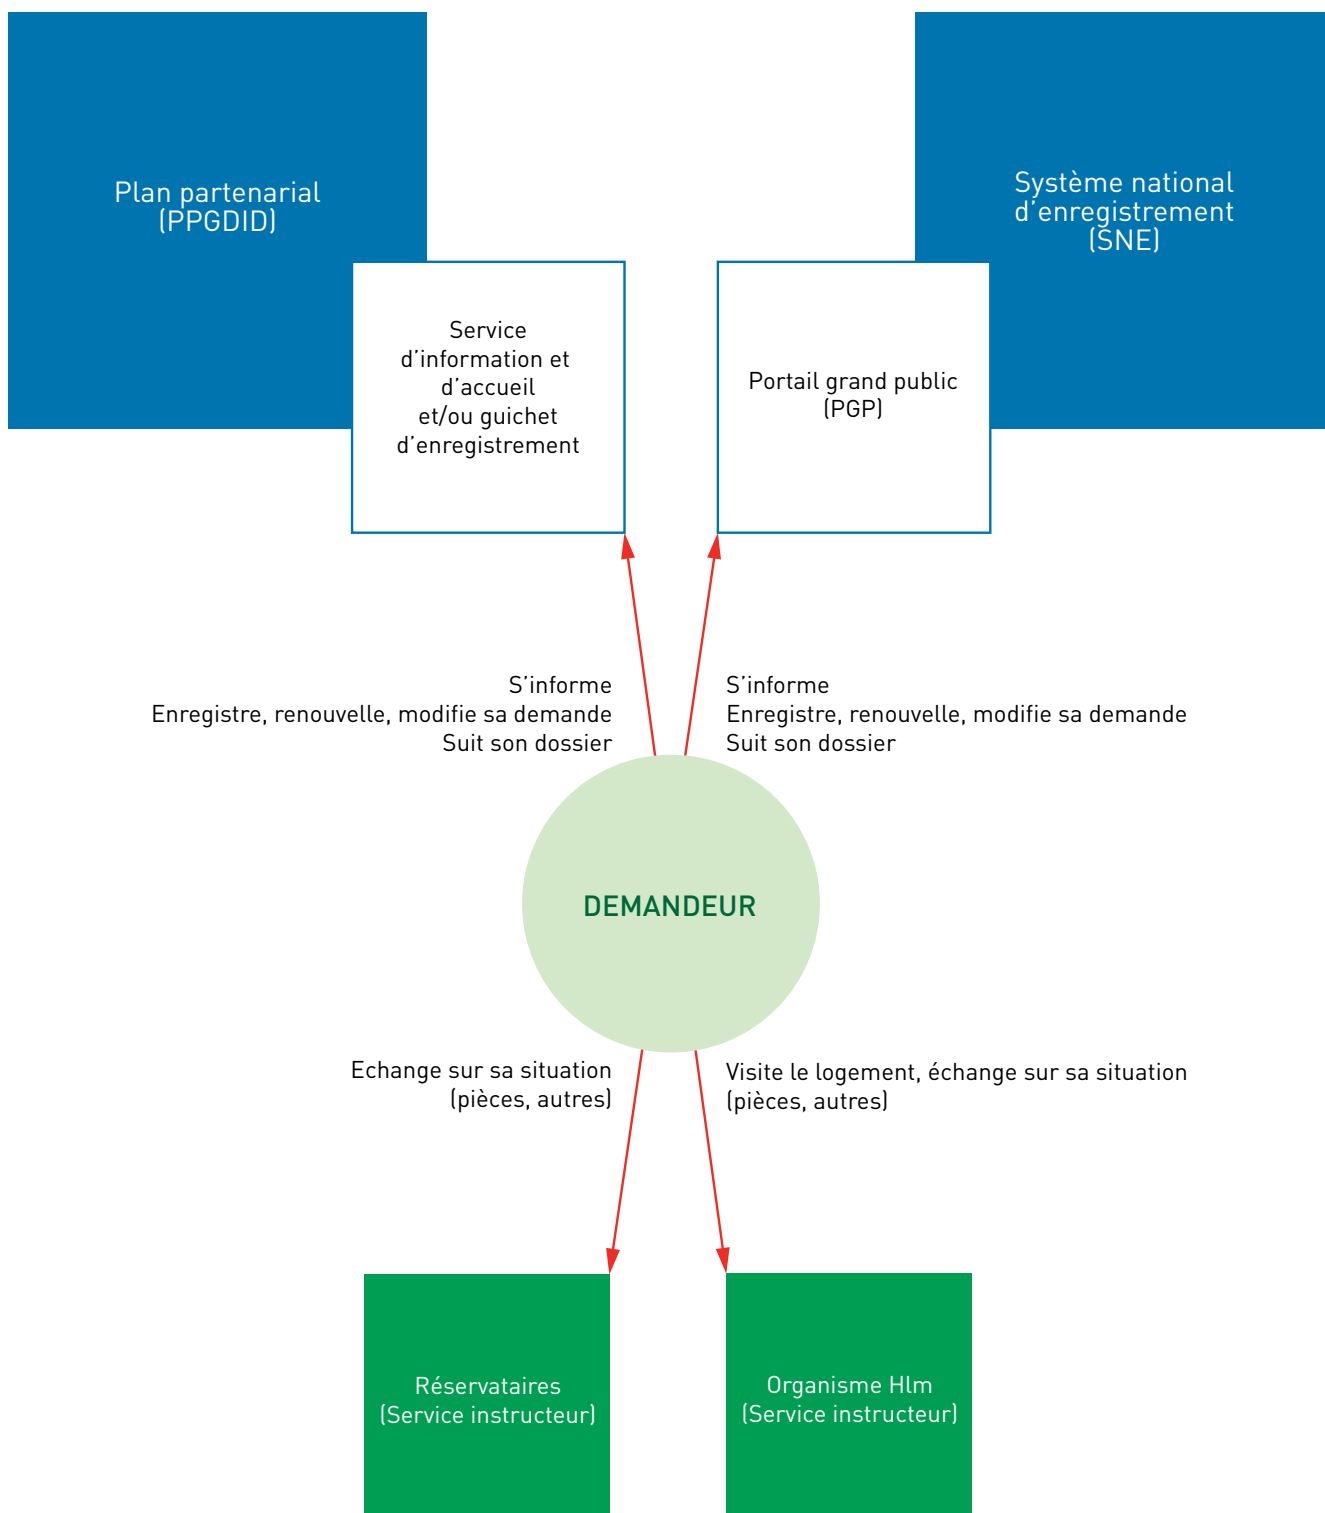 Plan partenarial
(PPGDID)
Système national
d’enregistrement
(SNE)
Service
d’information et
d’accueil
et/ou guichet
d’enregistrement
Portail grand public
(PGP)
S’informe
Enregistre, renouvelle, modifie sa demande
Suit son dossier
S’informe
Enregistre, renouvelle, modifie sa demande
Suit son dossier
DEMANDEUR
Echange sur sa situation
(pièces, autres)
Visite le logement, échange sur sa situation
(pièces, autres)
Réservataires
(Service instructeur)
Organisme Hlm
(Service instructeur)